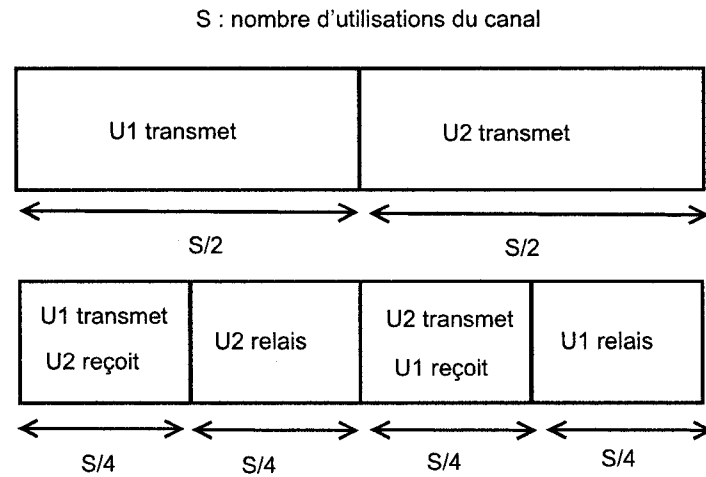 S : nombre d'utilisations du canal
U1 transmet
U2 transmet
S/2
S/2
U1 transmet
U2 reçoit
U2 relais
U2 transmet
U1 reçoit
U1 relais
S/4
S/4
S/4
S/4